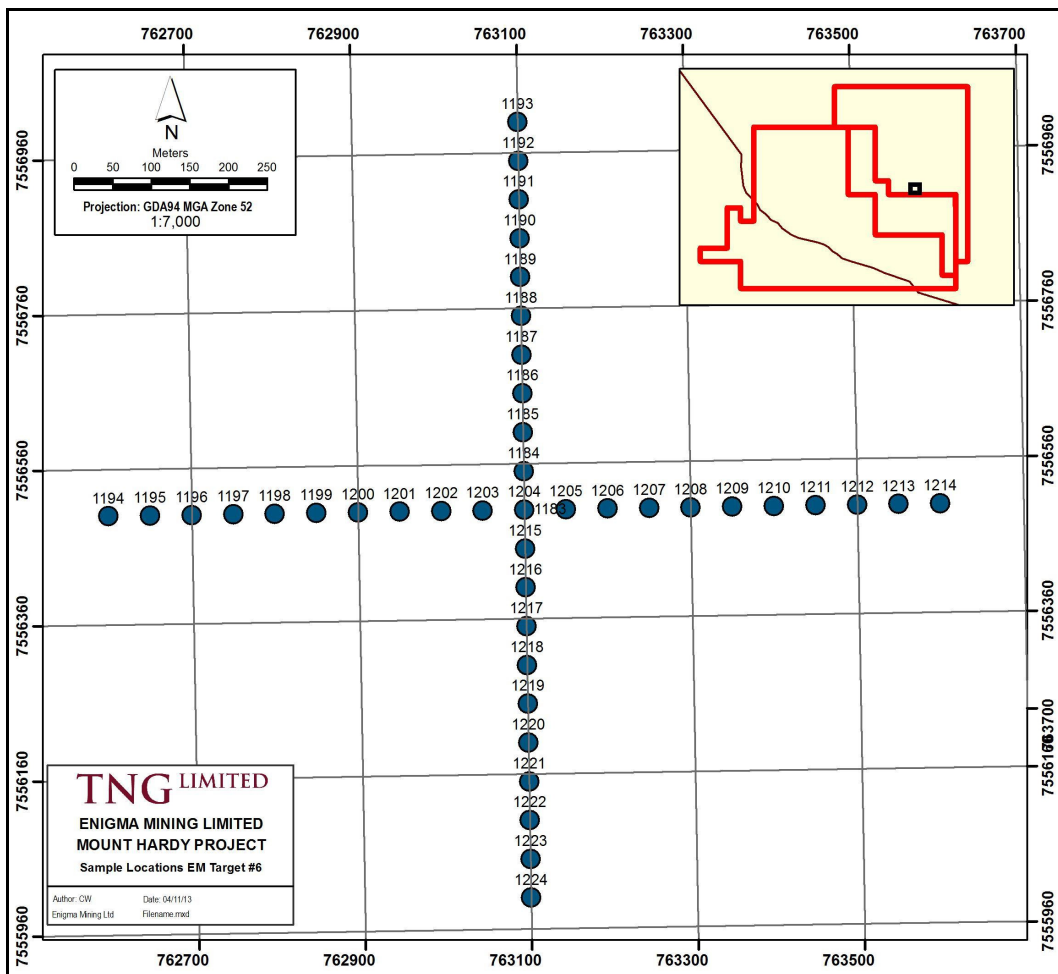 762700 762900 763100 763300 763500 763700
N
Meters
0 50 100 150 200 250
Projection: GDA94 MGA Zone 52
1:7,000
7556960
7556760
7556560
7556360
7556160
7555960
1193
1192
1191
1190
1189
1188
1187
1186
1185
1184
1194 1195 1196 1197 1198 1199 1200 1201 1202 1203 1204 1205 1206 1207 1208 1209 1210 1211 1212 1213 1214
1183
1215
1216
1217
1218
1219
1220
1221
1222
1223
1224
7556960
7556760
7556560
7556360
763700
7555960
TNG LIMITED
ENIGMA MINING LIMITED
MOUNT HARDY PROJECT
Sample Locations EM Target #6
Author: CW Date: 04/11/13
Enigma Mining Ltd Filename.mxd
762700 762900 763100 763300 763500